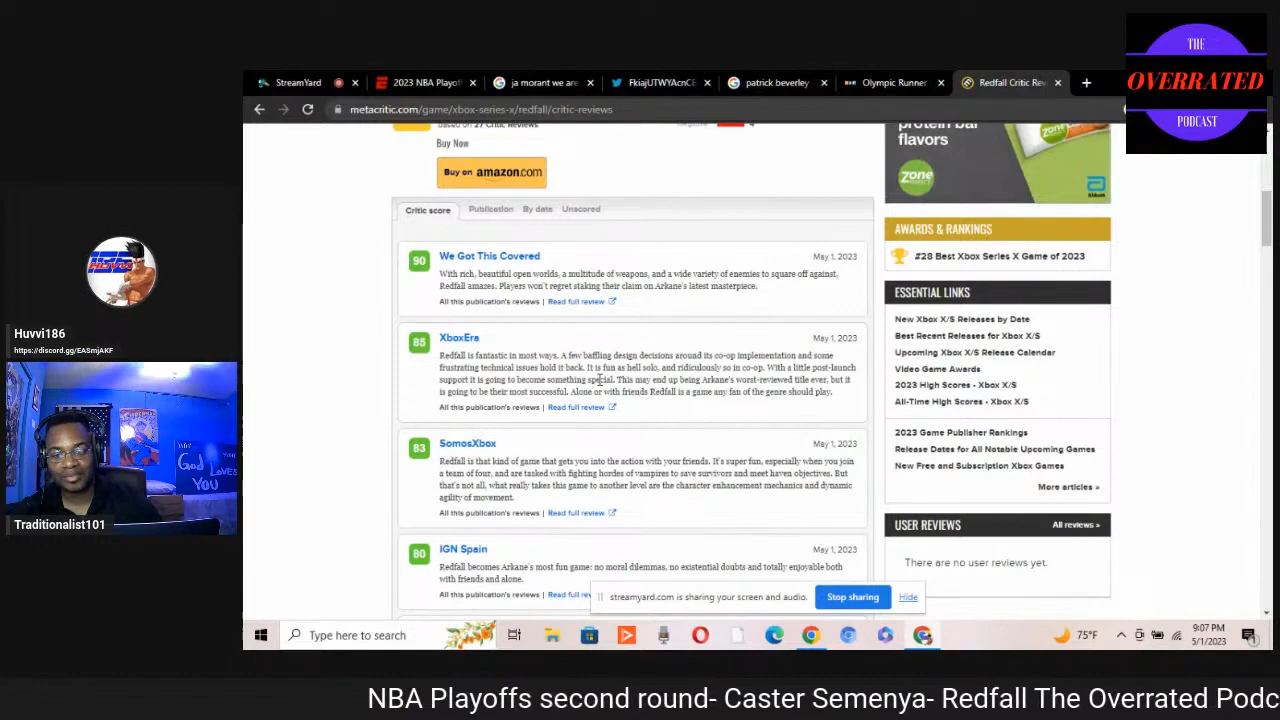 THE
OVERRATED
PODCAST
StreamYard
2023 NBA Playoff
ja morant we are
FkiajUTWYAcnCE
patrick beverley
Olympic Runner
Redfall Critic Rev
metacritic.com/game/xbox-series-x/redfall/critic-reviews
based on 27 Critic Reviews
Buy Now
Buy on amazon.com
protein bar
flavors
zone
Abbott
Critic score
Publication
By date
Unscored
90
We Got This Covered
May 1, 2023
With rich, beautiful open worlds, a multitude of weapons, and a wide variety of enemies to square off against,
Redfall amazes. Players won't regret staking their claim on Arkane's latest masterpiece.
All this publication's reviews | Read full review
85
XboxEra
May 1, 2023
Redfall is fantastic in most ways. A few baffling design decisions around its co-op implementation and some
frustrating technical issues hold it back. It is fun as hell solo, and ridiculously so in co-op. With a little post-launch
support it is going to become something special. This may end up being Arkane's worst-reviewed title ever, but it
is going to be their most successful. Alone or with friends Redfall is a game any fan of the genre should play.
All this publication's reviews | Read full review
83
SomosXbox
May 1, 2023
Redfall is that kind of game that gets you into the action with your friends. It's super fun, especially when you join
a team of four, and are tasked with fighting hordes of vampires to save survivors and meet haven objectives. But
that's not all, what really takes this game to another level are the character enhancement mechanics and dynamic
agility of movement.
All this publication's reviews | Read full review
80
IGN Spain
May 1, 2023
Redfall becomes Arkane's most fun game: no moral dilemmas, no existential doubts and totally enjoyable both
with friends and alone.
All this publication's reviews | Read full re
AWARDS & RANKINGS
#28 Best Xbox Series X Game of 2023
ESSENTIAL LINKS
New Xbox X/S Releases by Date
Best Recent Releases for Xbox X/S
Upcoming Xbox X/S Release Calendar
Video Game Awards
2023 High Scores - Xbox X/S
All-Time High Scores - Xbox X/S
2023 Game Publisher Rankings
Release Dates for All Notable Upcoming Games
New Free and Subscription Xbox Games
More articles »
USER REVIEWS
All reviews »
There are no user reviews yet.
streamyard.com is sharing your screen and audio.
Stop sharing
Hide
Type here to search
75°F
9:07 PM
5/1/2023
Huvvi186
https://discord.gg/EASmjAKF
God
LOVES
YOU
Traditionalist101
NBA Playoffs second round- Caster Semenya- Redfall The Overrated Podc